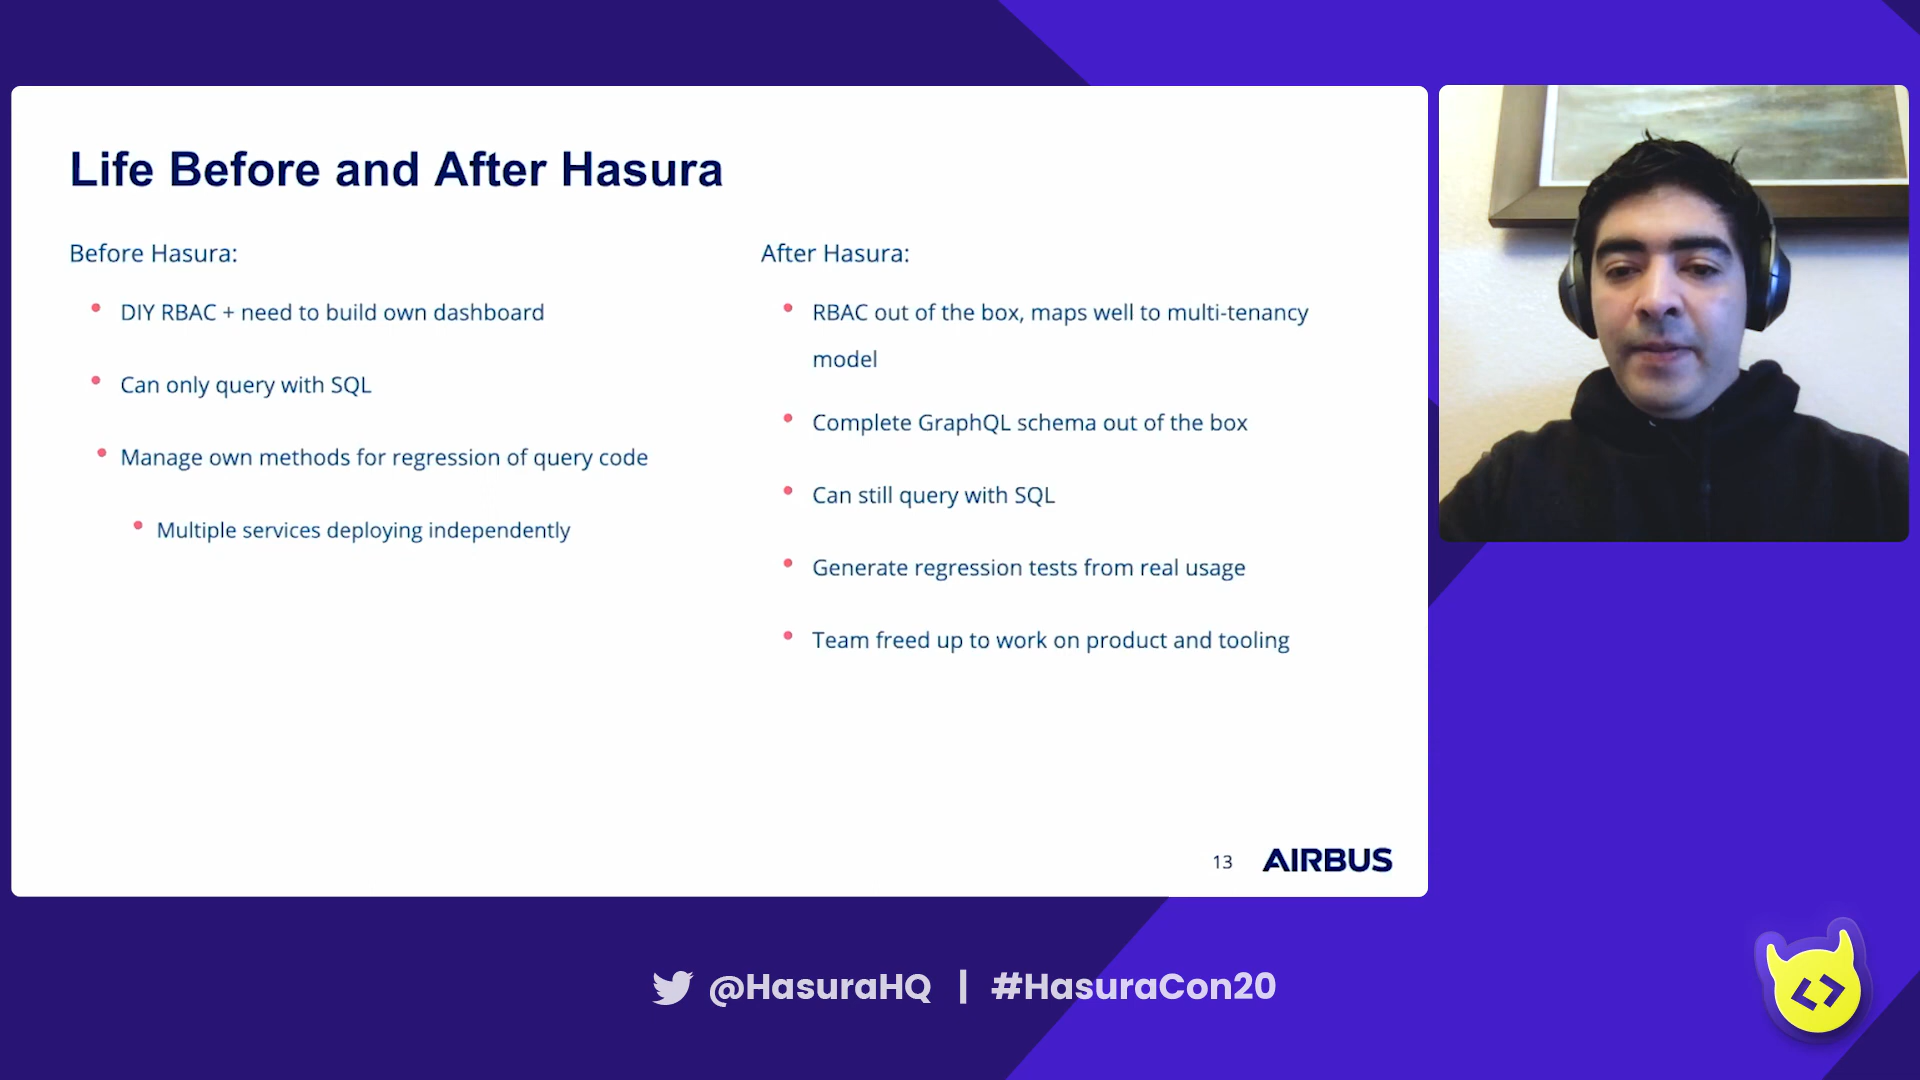 Life Before and After Hasura
Before Hasura:
DIY RBAC + need to build own dashboard
Can only query with SQL
Manage own methods for regression of query code
Multiple services deploying independently
After Hasura:
RBAC out of the box, maps well to multi-tenancy
model
Complete GraphQL schema out of the box
Can still query with SQL
Generate regression tests from real usage
Team freed up to work on product and tooling
13
AIRBUS
@HasuraHQ | #HasuraCon20